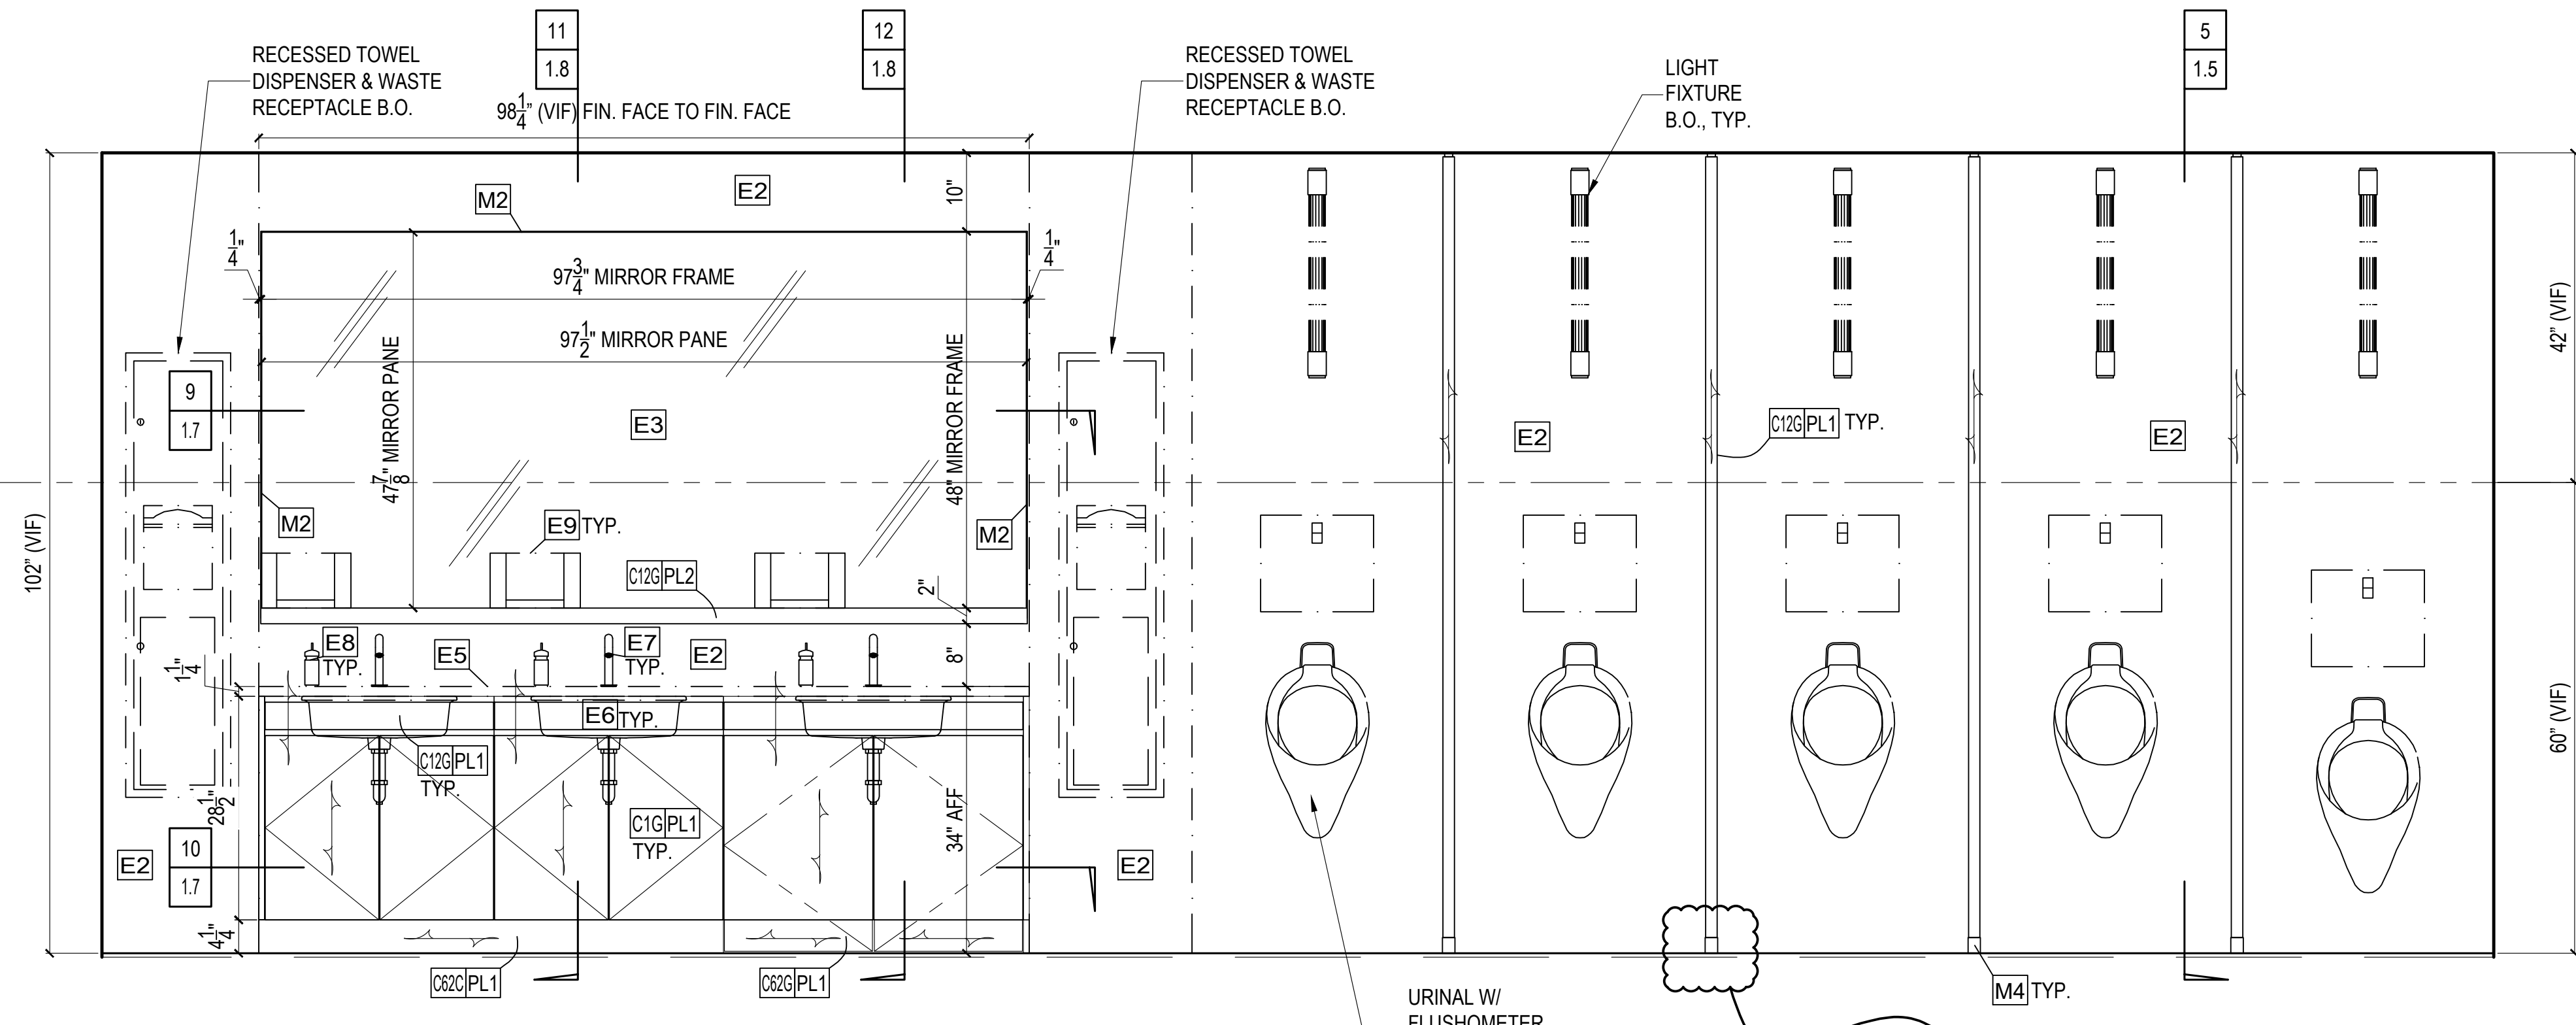 11
1.8
12
1.8
5
1.5
RECESSED TOWEL
DISPENSER & WASTE
RECEPTACLE B.O.
98 1/4" (VIF) FIN. FACE TO FIN. FACE
RECESSED TOWEL
DISPENSER & WASTE
RECEPTACLE B.O.
LIGHT
FIXTURE
B.O., TYP.
M2
E2
10"
1/4"
1/4"
97 3/4" MIRROR FRAME
97 1/2" MIRROR PANE
47 7/8" MIRROR PANE
48" MIRROR FRAME
42" (VIF)
9
1.7
E3
C12G PL1 TYP.
E2
E2
M2
M2
E9 TYP.
102" (VIF)
C12G PL2
2"
E8
TYP.
E5
E7
TYP.
E2
8"
1 1/4"
E6 TYP.
C12G PL1
TYP.
28 1/2"
C1G PL1
TYP.
34" AFF
60" (VIF)
E2
10
1.7
E2
4 1/4"
C62C PL1
C62G PL1
M4 TYP.
URINAL W/
FLUSHOMETER